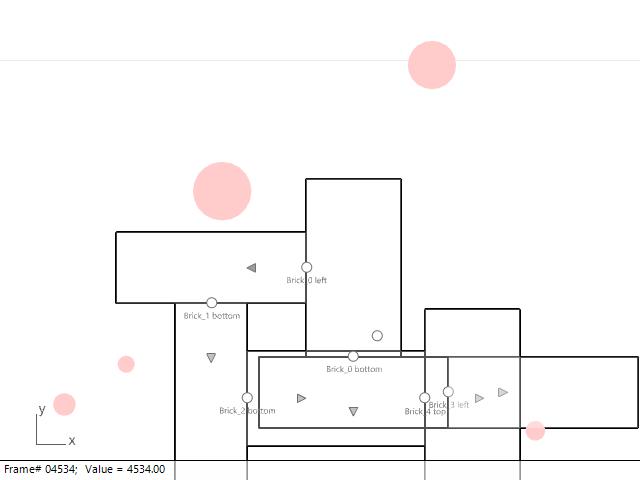 Brick_0 left
Brick_1 bottom
Brick_0 bottom
Brick_3 left
Brick_2 bottom
Brick_4 top
y
x
Frame# 04534;  Value = 4534.00